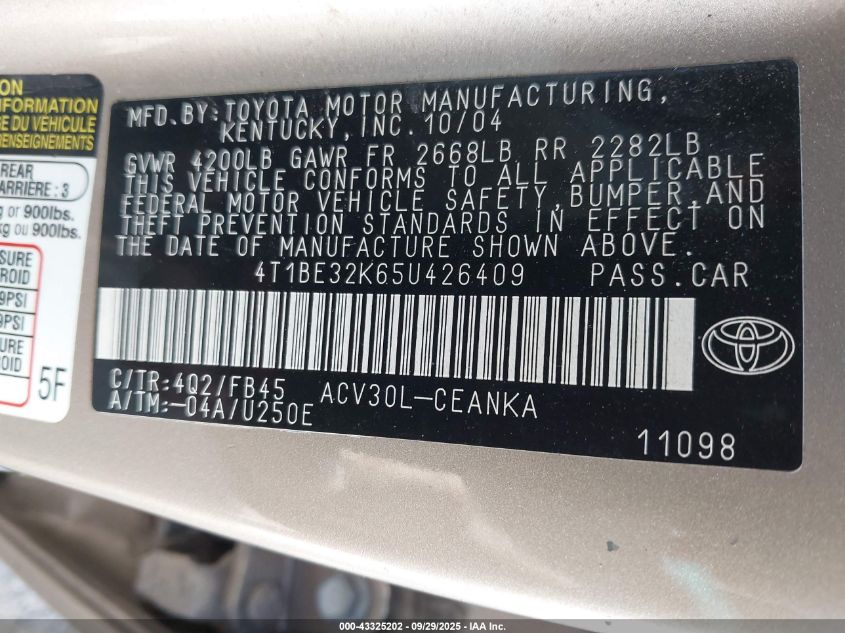 ON
INFORMATION
RE DU VÉHICULE
RENSEIGNEMENTS
REAR
ARRIÈRE : 3
g or 900lbs.
kg ou 900lbs.
SURE
ROID
9PSI
9PSI
SURE
ROID
5F
MFD. BY: TOYOTA MOTOR MANUFACTURING,
KENTUCKY, INC. 10/04
GVWR 4200LB GAWR FR 2668LB RR 2282LB
THIS VEHICLE CONFORMS TO ALL APPLICABLE
FEDERAL MOTOR VEHICLE SAFETY, BUMPER, AND
THEFT PREVENTION STANDARDS IN EFFECT ON
THE DATE OF MANUFACTURE SHOWN ABOVE.
4T1BE32K65U426409 PASS. CAR
C/TR: 4Q2/FB45 ACV30L-CEANKA
A/TM: -04A/U250E
11098
000-43325202 - 09/29/2025 - IAA Inc.